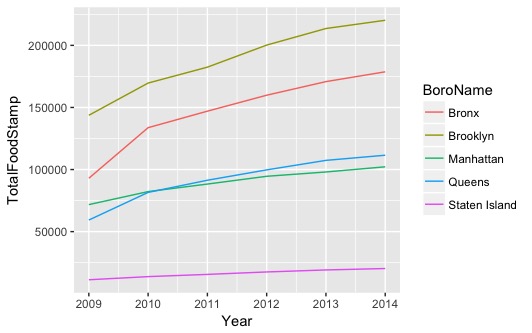 TotalFoodStamp
200000
150000
100000
50000
2009 2010 2011 2012 2013 2014
Year
BoroName
Bronx
Brooklyn
Manhattan
Queens
Staten Island